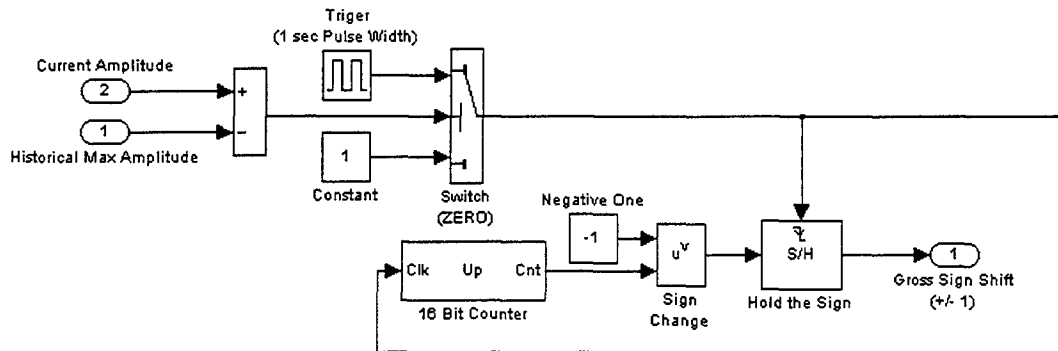 Triger
(1 sec Pulse Width)
Current Amplitude
2
+
1
−
Historical Max Amplitude
1
Constant
Switch
(ZERO)
Negative One
-1
Clk Up Cnt
16 Bit Counter
u^v
Sign
Change
S/H
Hold the Sign
1
Gross Sign Shift
(+/- 1)